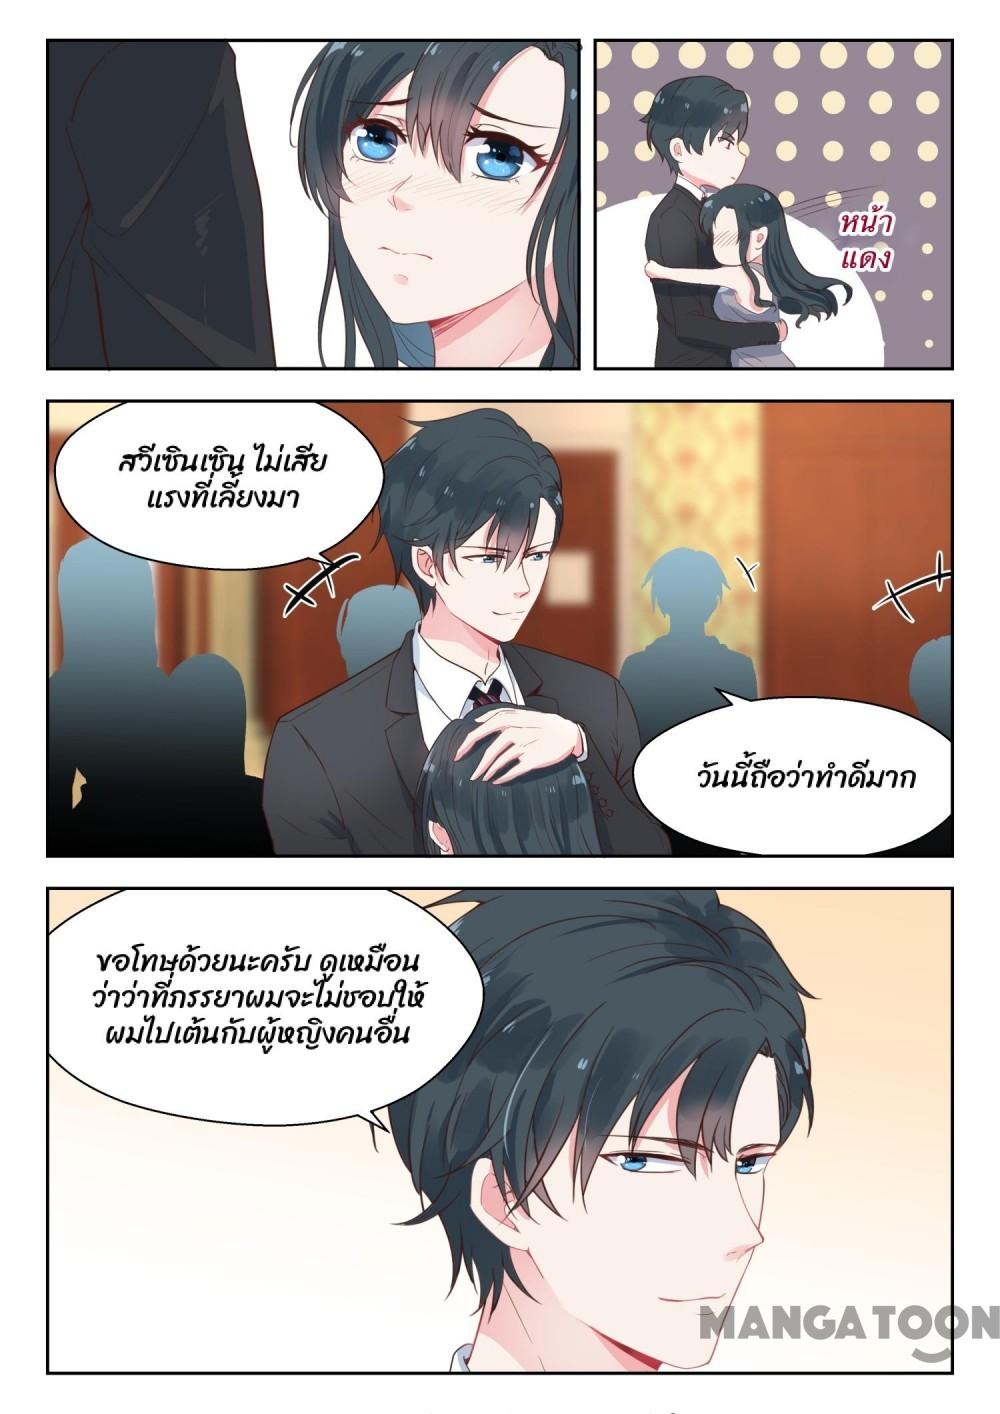 หน้า
แดง
สวีเซินเซิน ไม่เสีย
แรงที่เลี้ยงมา
วันนี้ถือว่าทำดีมาก
ขอโทษด้วยนะครับ ดูเหมือน
ว่าว่าที่ภรรยาผมจะไม่ชอบให้
ผมไปเต้นกับผู้หญิงคนอื่น
MANGATOON